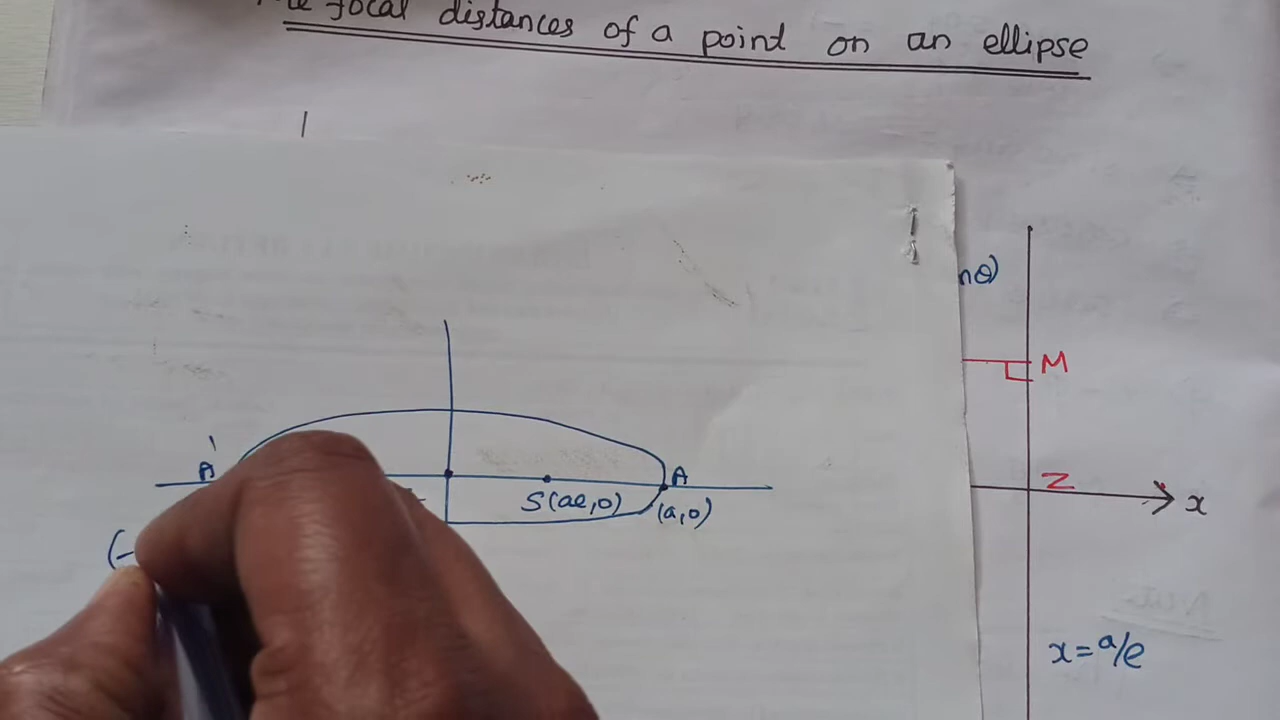 focal distances of a point on an ellipse
M
A' A
S(ae,0) (a,0)
Z
x
(-
x = a/e